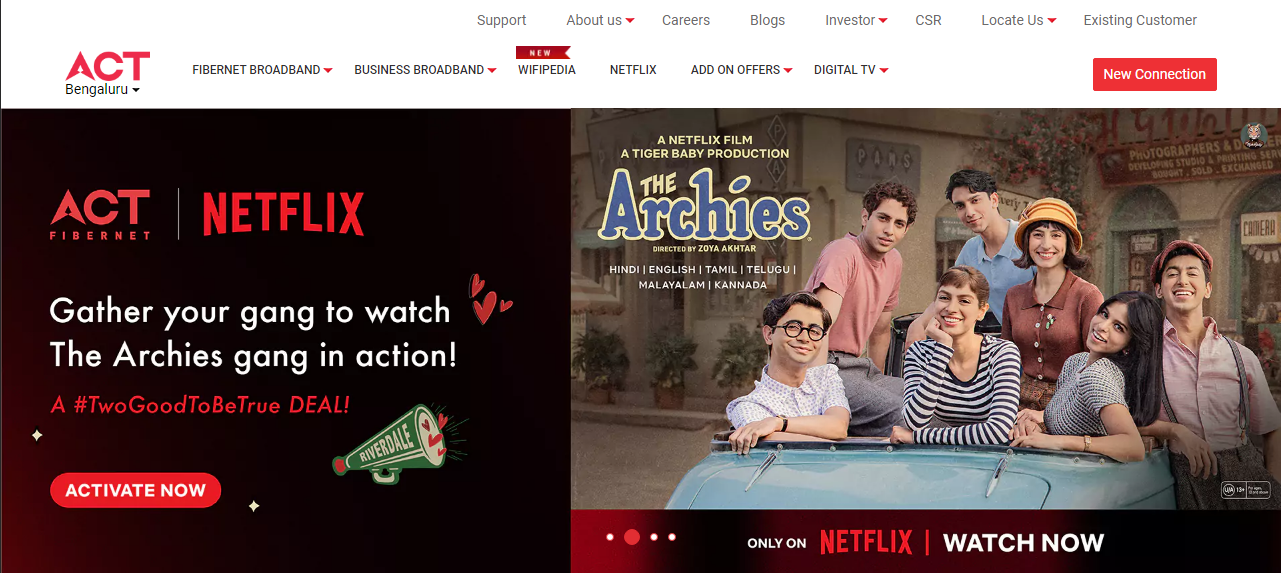 Support About us Careers Blogs Investor CSR Locate Us Existing Customer
ACT
Bengaluru
FIBERNET BROADBAND BUSINESS BROADBAND NEW WIFIPEDIA NETFLIX ADD ON OFFERS DIGITAL TV
New Connection
ACT
FIBERNET
NETFLIX
Gather your gang to watch
The Archies gang in action!
A #TwoGoodToBeTrue DEAL!
RIVERDALE
ACTIVATE NOW
A NETFLIX FILM
A TIGER BABY PRODUCTION
THE
Archies
DIRECTED BY ZOYA AKHTAR
HINDI | ENGLISH | TAMIL | TELUGU |
MALAYALAM | KANNADA
PANS
PHOTOGRAPHERS &
DEVELOPING STUDIO & PRINTING
BOUGHT . SOLD . EXCHANGED
CAMERA
U/A 13+
ONLY ON NETFLIX | WATCH NOW